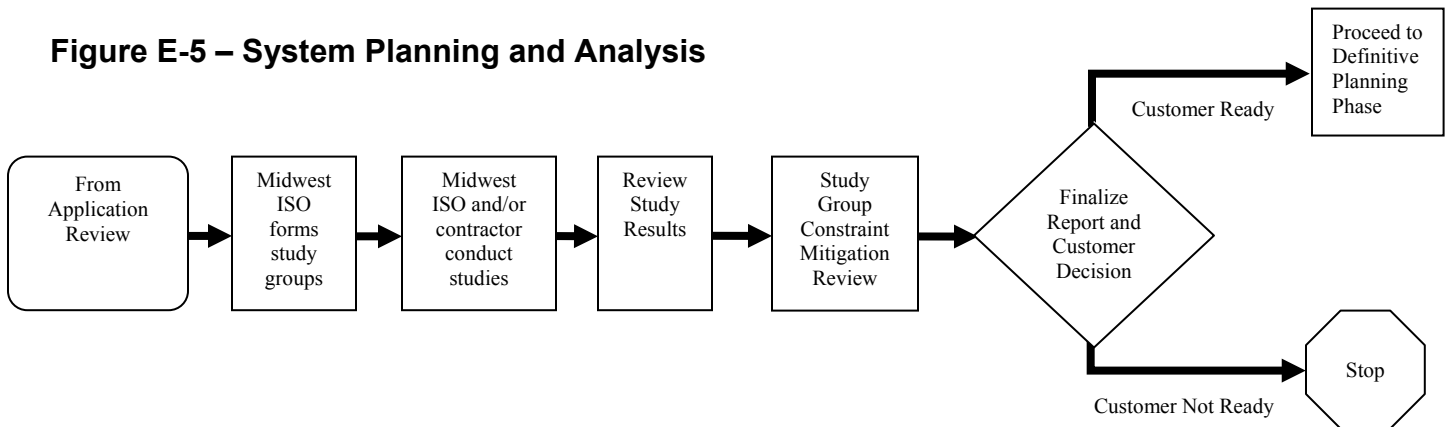 Figure E-5 – System Planning and Analysis
From
Application
Review
Midwest
ISO
forms
study
groups
Midwest
ISO and/or
contractor
conduct
studies
Review
Study
Results
Study
Group
Constraint
Mitigation
Review
Finalize
Report and
Customer
Decision
Customer Ready
Proceed to
Definitive
Planning
Phase
Customer Not Ready
Stop